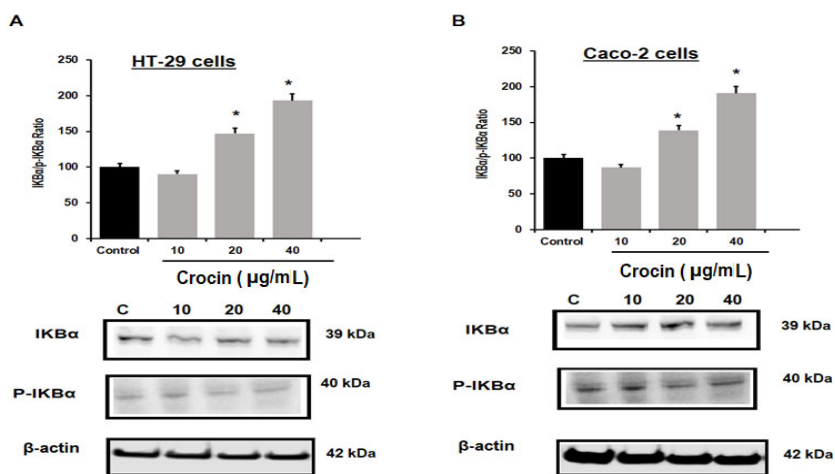 A
HT-29 cells
IKBα/p-IKBα Ratio
250
200
150
100
50
0
*
*
Control
10
20
40
Crocin ( µg/mL)
C 10 20 40
IKBα 39 kDa
P-IKBα 40 kDa
β-actin 42 kDa
B
Caco-2 cells
IKBα/p-IKBα Ratio
250
200
150
100
50
0
*
*
Control
10
20
40
Crocin (µg/mL)
C 10 20 40
IKBα 39 kDa
P-IKBα 40 kDa
β-actin 42 kDa